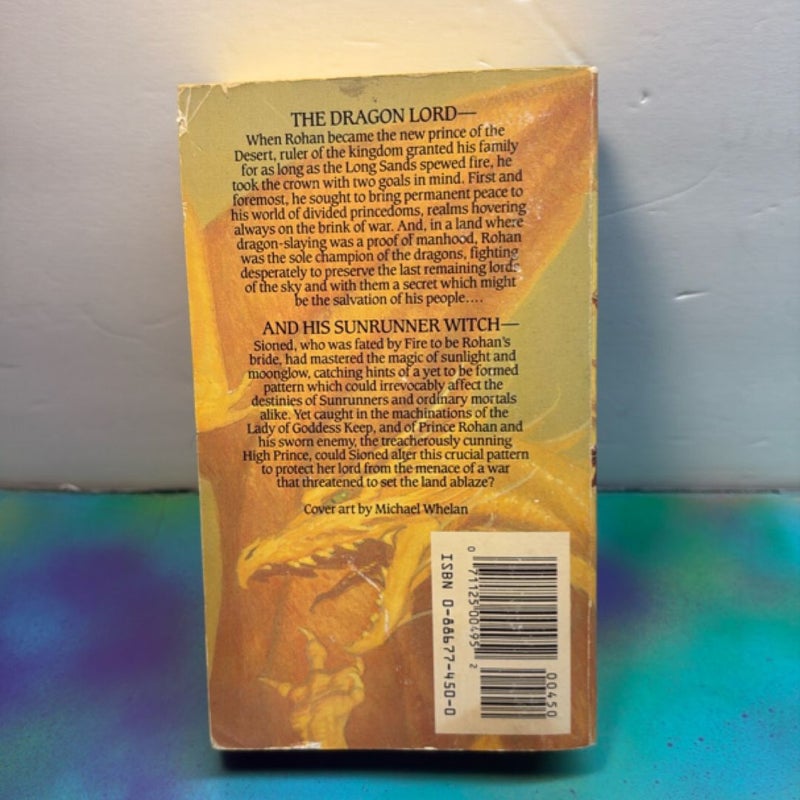 THE DRAGON LORD—
When Rohan became the new prince of the
Desert, ruler of the kingdom granted his family
for as long as the Long Sands spewed fire, he
took the crown with two goals in mind. First and
foremost, he sought to bring permanent peace to
his world of divided princedoms, realms hovering
always on the brink of war. And, in a land where
dragon-slaying was a proof of manhood, Rohan
was the sole champion of the dragons, fighting
desperately to preserve the last remaining lords
of the sky and with them a secret which might
be the salvation of his people....
AND HIS SUNRUNNER WITCH—
Sioned, who was fated by Fire to be Rohan's
bride, had mastered the magic of sunlight and
moonglow, catching hints of a yet to be formed
pattern which could irrevocably affect the
destinies of Sunrunners and ordinary mortals
alike. Yet caught in the machinations of the
Lady of Goddess Keep, and of Prince Rohan and
his sworn enemy, the treacherously cunning
High Prince, could Sioned alter this crucial pattern
to protect her lord from the menace of a war
that threatened to set the land ablaze?
Cover art by Michael Whelan
ISBN 0-88677-450-0
0 71125 00495 2
00450